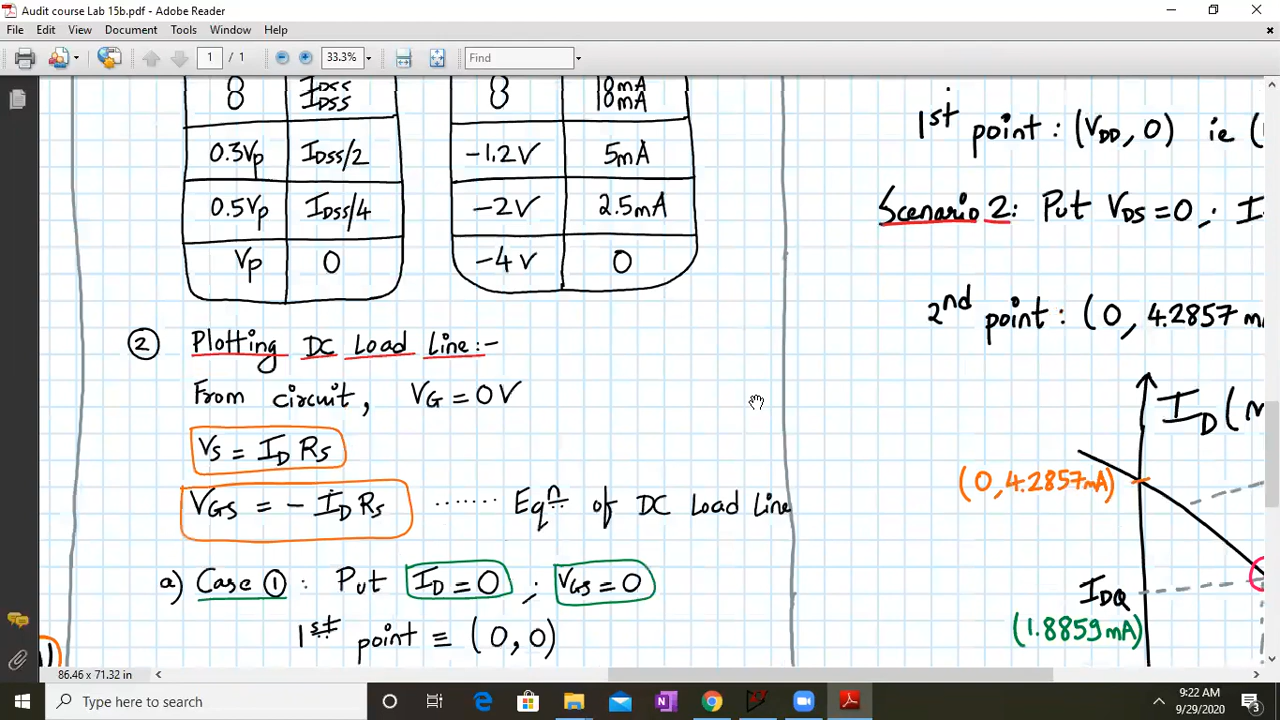 Audit course Lab 15b.pdf - Adobe Reader
File Edit View Document Tools Window Help
1 / 1 33.3% Find
0 IDSS 0 10mA
0.3Vp IDSS/2 -1.2V 5mA
0.5Vp IDSS/4 -2V 2.5mA
Vp 0 -4V 0
② Plotting DC Load Line:-
From circuit, VG = 0V
VS = ID RS
VGS = - ID RS ....... Eqn of DC Load Line
a) Case ① : Put ID = 0 ; VGS = 0
1st point ≡ (0, 0)
1st point : (VDD, 0) ie (
Scenario 2: Put VDS = 0, : I
2nd point : (0, 4.2857 m
ID (
(0, 4.2857mA)
IDQ
(1.8859mA)
86.46 x 71.32 in
Type here to search
9:22 AM
9/29/2020
3